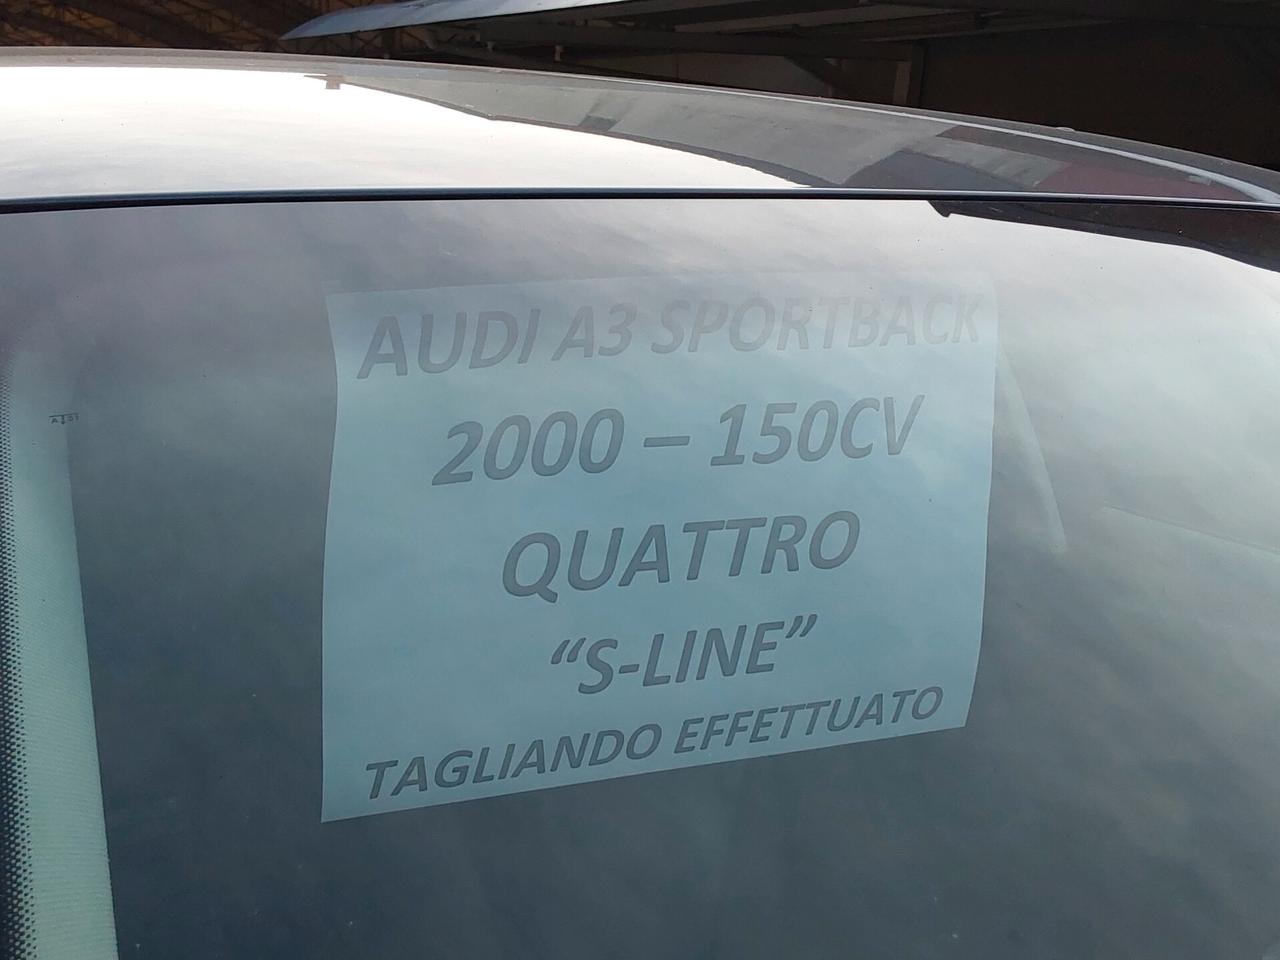 AUDI A3 SPORTBACK
2000 – 150CV
QUATTRO
“S-LINE”
TAGLIANDO EFFETTUATO